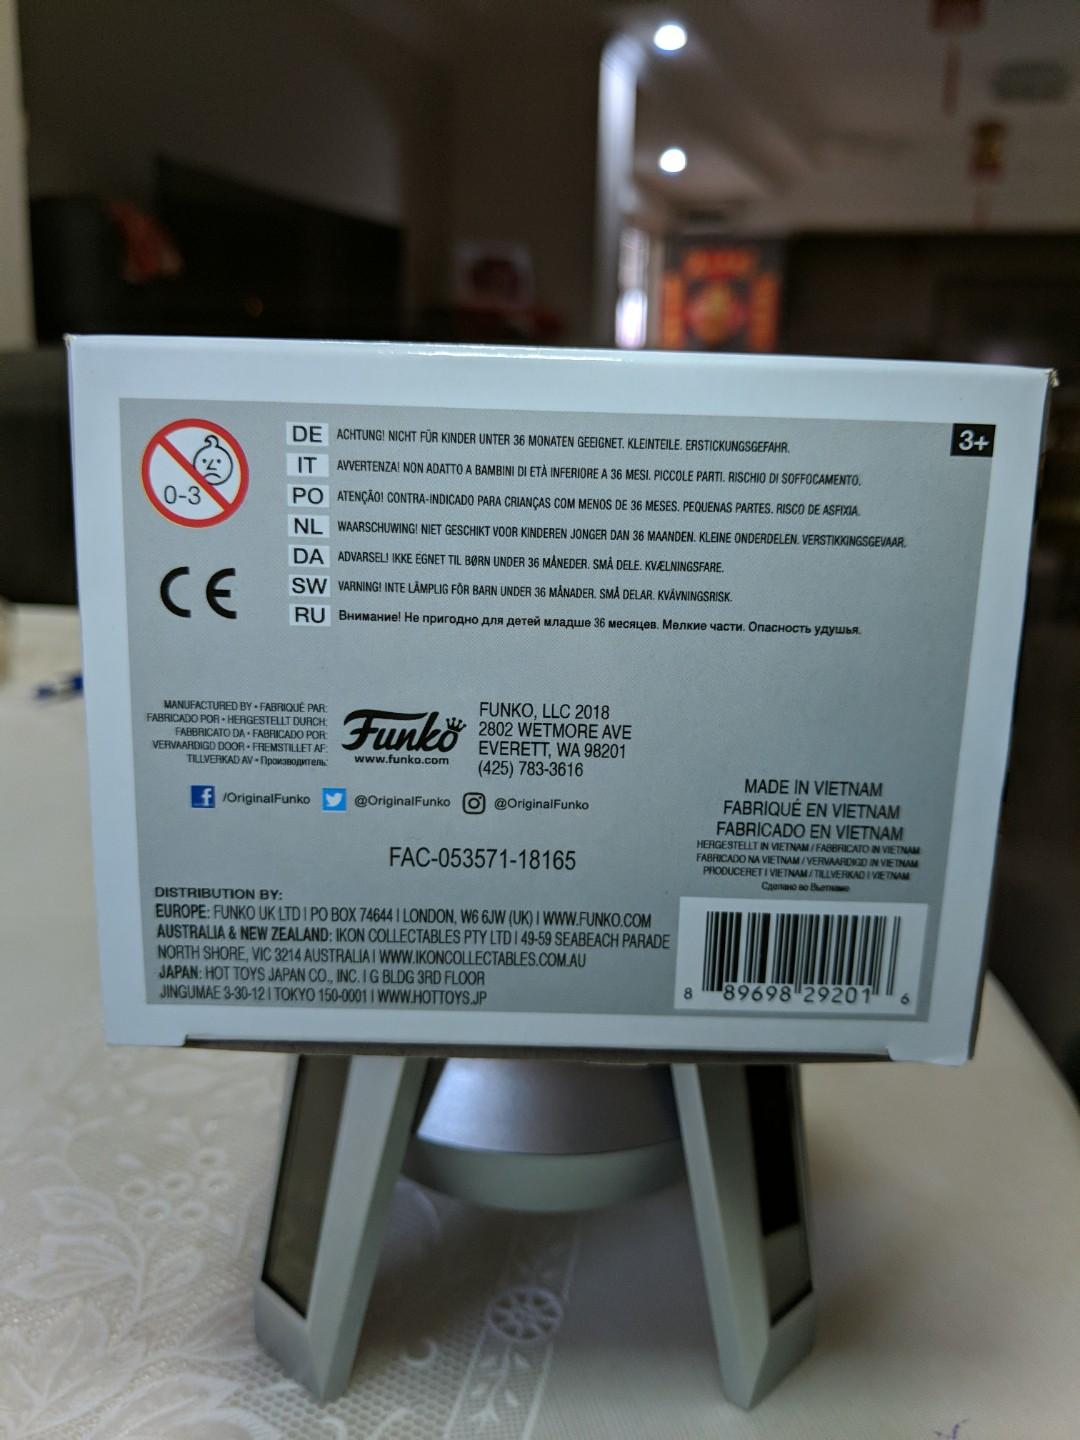 0-3
DE ACHTUNG! NICHT FÜR KINDER UNTER 36 MONATEN GEEIGNET. KLEINTEILE. ERSTICKUNGSGEFAHR.
3+
IT AVVERTENZA! NON ADATTO A BAMBINI DI ETÀ INFERIORE A 36 MESI. PICCOLE PARTI. RISCHIO DI SOFFOCAMENTO.
PO ATENÇÃO! CONTRA-INDICADO PARA CRIANÇAS COM MENOS DE 36 MESES. PEQUENAS PARTES. RISCO DE ASFIXIA.
NL WAARSCHUWING! NIET GESCHIKT VOOR KINDEREN JONGER DAN 36 MAANDEN. KLEINE ONDERDELEN. VERSTIKKINGSGEVAAR.
DA ADVARSEL! IKKE EGNET TIL BØRN UNDER 36 MÅNEDER. SMÅ DELE. KVÆLNINGSFARE.
SW VARNING! INTE LÄMPLIG FÖR BARN UNDER 36 MÅNADER. SMÅ DELAR. KVÄVNINGSRISK.
RU Внимание! Не пригодно для детей младше 36 месяцев. Мелкие части. Опасность удушья.
CE
MANUFACTURED BY • FABRIQUÉ PAR:
FABRICADO POR • HERGESTELLT DURCH:
FABBRICATO DA • FABRICADO POR:
VERVAARDIGD DOOR • FREMSTILLET AF:
TILLVERKAD AV • Производитель:
Funko
www.funko.com
FUNKO, LLC 2018
2802 WETMORE AVE
EVERETT, WA 98201
(425) 783-3616
f /OriginalFunko @OriginalFunko @OriginalFunko
MADE IN VIETNAM
FABRIQUÉ EN VIETNAM
FABRICADO EN VIETNAM
HERGESTELLT IN VIETNAM / FABBRICATO IN VIETNAM
FABRICADO NA VIETNAM / VERVAARDIGD IN VIETNAM
PRODUCERET I VIETNAM / TILLVERKAD I VIETNAM
Сделано во Вьетнаме
FAC-053571-18165
DISTRIBUTION BY:
EUROPE: FUNKO UK LTD | PO BOX 74644 | LONDON, W6 6JW (UK) | WWW.FUNKO.COM
AUSTRALIA & NEW ZEALAND: IKON COLLECTABLES PTY LTD | 49-59 SEABEACH PARADE
NORTH SHORE, VIC 3214 AUSTRALIA | WWW.IKONCOLLECTABLES.COM.AU
JAPAN: HOT TOYS JAPAN CO., INC. | G BLDG 3RD FLOOR
JINGUMAE 3-30-12 | TOKYO 150-0001 | WWW.HOTTOYS.JP
8 89698 29201 6